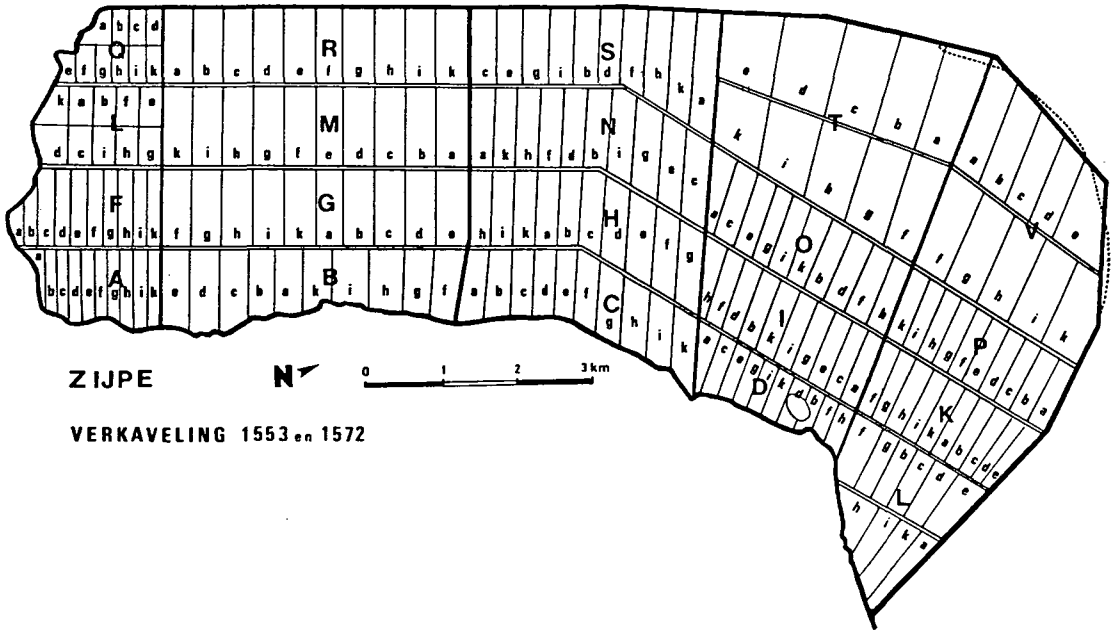 a b c d
Q R S
e f g h i k a b c d e f g h i k c e g i b d f h k a
e d c b a
T
k a b f e
L M N
d c i h g k i h g f e d c b a a k h f d b i g e c
k i h g f
a k c d e
V
F G H
a b c d e f g h i k f g h i k a b c d e h i k a b c d e f g
a c e g i k b d f h
O
f g h i k
a
A B C
b c d e f g h i k e d c b a k i h g f a b c d e f g h i k
h f d b k i g e c a
I
k i h g f e d c b a
P
a c e g i k d b f h
D
f g h i k a b c d e
K
f g b c d e
L
h i k a
ZIJPE
N
0 1 2 3 km
VERKAVELING 1553 en 1572